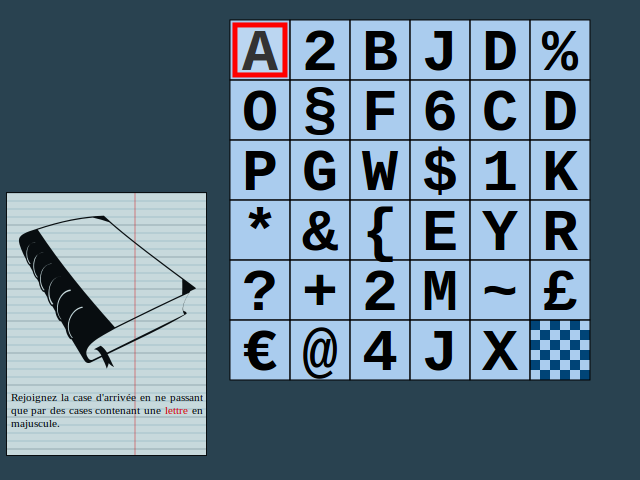 A 2 B J D %
O § F 6 C D
P G W $ 1 K
* & { E Y R
? + 2 M ~ £
€ @ 4 J X
Rejoignez la case d'arrivée en ne passant
que par des cases contenant une lettre en
majuscule.